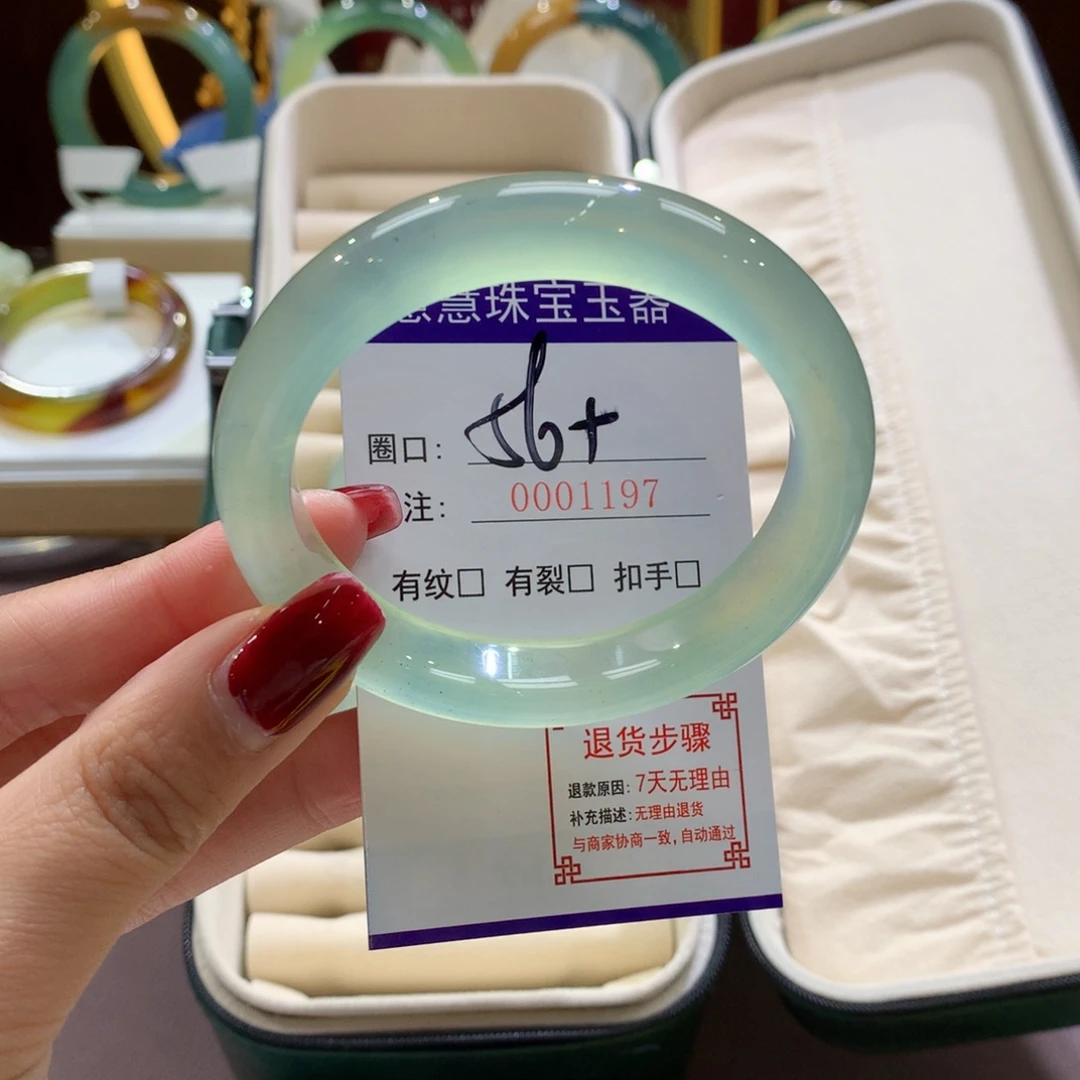 慧珠宝玉器
圈口: 56+
注: 0001197
有纹□ 有裂□ 扣手□
退货步骤
退款原因: 7天无理由
补充描述: 无理由退货
与商家协商一致, 自动通过